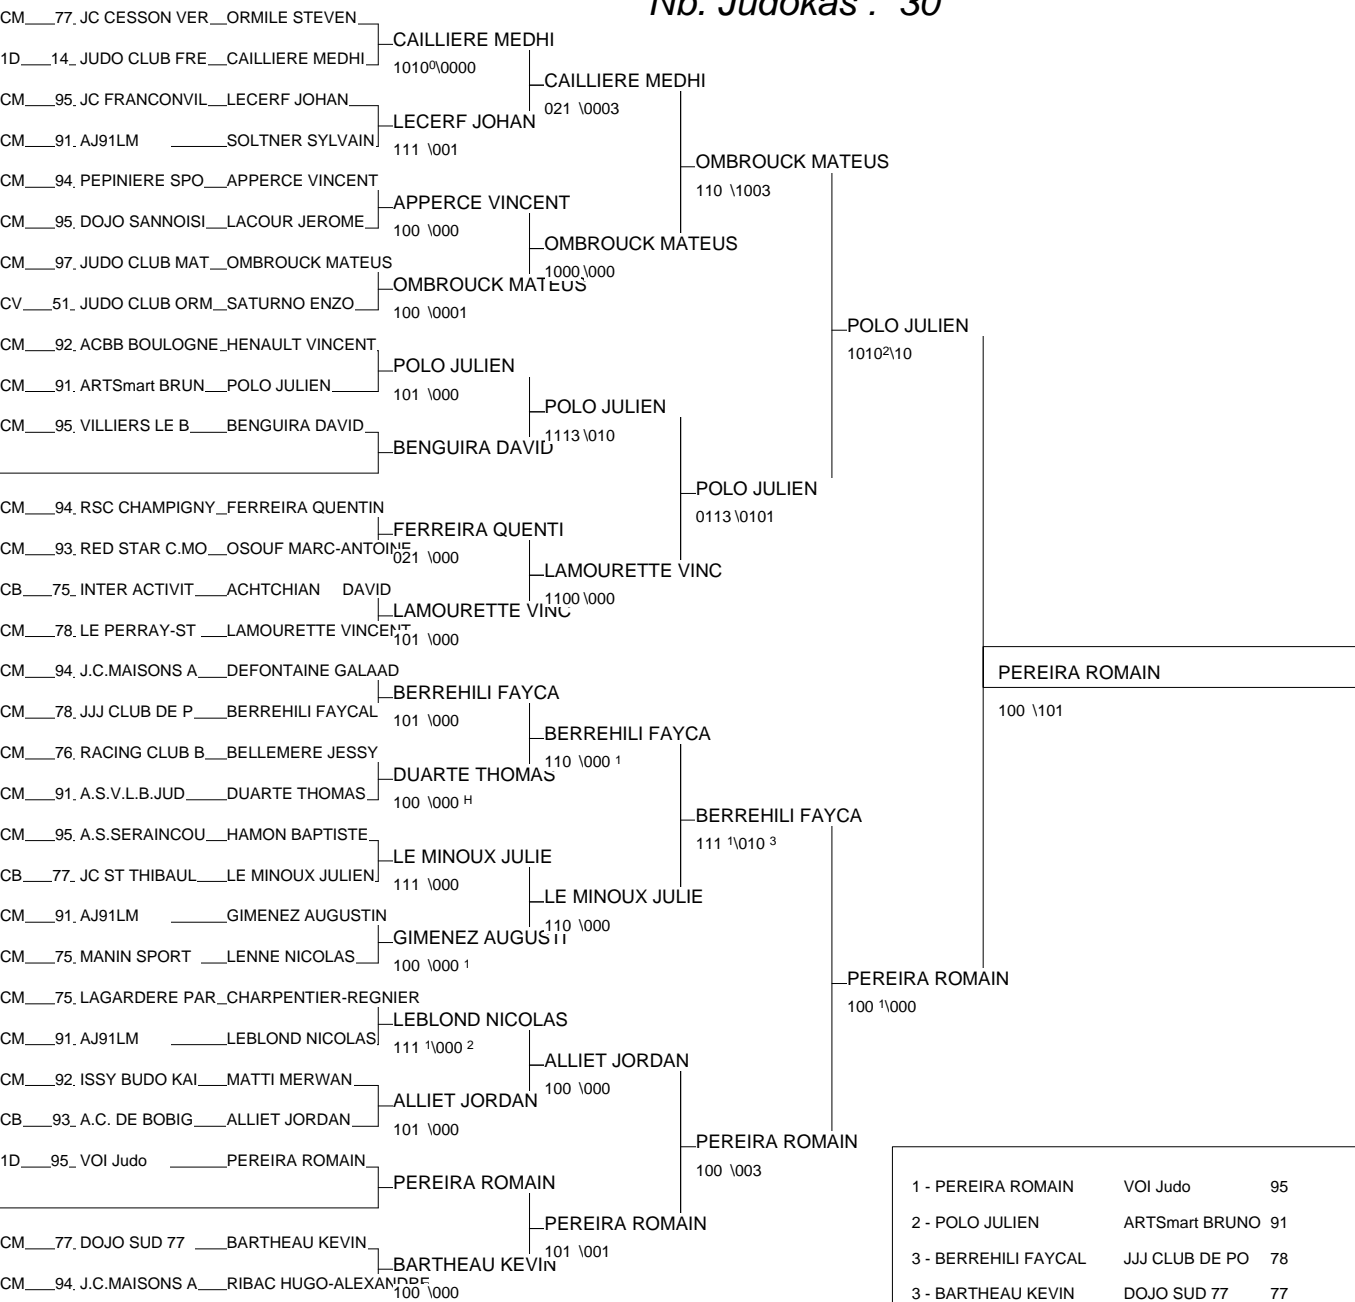 Nb. Judokas : 30
CM 77 JC CESSON VER ORMILE STEVEN
CAILLIERE MEDHI
1D 14 JUDO CLUB FRE CAILLIERE MEDHI
1010 0\0000
CAILLIERE MEDHI
021 \0003
CM 95 JC FRANCONVIL LECERF JOHAN
LECERF JOHAN
CM 91 AJ91LM SOLTNER SYLVAIN
111 \001
OMBROUCK MATEUS
110 \1003
CM 94 PEPINIERE SPO APPERCE VINCENT
APPERCE VINCENT
CM 95 DOJO SANNOISI LACOUR JEROME
100 \000
OMBROUCK MATEUS
1000 \000
CM 97 JUDO CLUB MAT OMBROUCK MATEUS
OMBROUCK MATEUS
CV 51 JUDO CLUB ORM SATURNO ENZO
100 \0001
POLO JULIEN
1010 2\10
CM 92 ACBB BOULOGNE HENAULT VINCENT
POLO JULIEN
CM 91 ARTSmart BRUN POLO JULIEN
101 \000
POLO JULIEN
1113 \010
CM 95 VILLIERS LE B BENGUIRA DAVID
BENGUIRA DAVID
POLO JULIEN
0113 \0101
CM 94 RSC CHAMPIGNY FERREIRA QUENTIN
FERREIRA QUENTI
CM 93 RED STAR C.MO OSOUF MARC-ANTOINE
021 \000
LAMOURETTE VINC
1100 \000
CB 75 INTER ACTIVIT ACHTCHIAN DAVID
LAMOURETTE VINC
CM 78 LE PERRAY-ST LAMOURETTE VINCENT
101 \000
PEREIRA ROMAIN
100 \101
CM 94 J.C.MAISONS A DEFONTAINE GALAAD
BERREHILI FAYCA
CM 78 JJJ CLUB DE P BERREHILI FAYCAL
101 \000
BERREHILI FAYCA
110 \000 1
CM 76 RACING CLUB B BELLEMERE JESSY
DUARTE THOMAS
CM 91 A.S.V.L.B.JUD DUARTE THOMAS
100 \000 H
BERREHILI FAYCA
111 1\010 3
CM 95 A.S.SERAINCOU HAMON BAPTISTE
LE MINOUX JULIE
CB 77 JC ST THIBAUL LE MINOUX JULIEN
111 \000
LE MINOUX JULIE
110 \000
CM 91 AJ91LM GIMENEZ AUGUSTIN
GIMENEZ AUGUSTI
CM 75 MANIN SPORT LENNE NICOLAS
100 \000 1
PEREIRA ROMAIN
100 1\000
CM 75 LAGARDERE PAR CHARPENTIER-REGNIER
LEBLOND NICOLAS
CM 91 AJ91LM LEBLOND NICOLAS
111 1\000 2
ALLIET JORDAN
100 \000
CM 92 ISSY BUDO KAI MATTI MERWAN
ALLIET JORDAN
CB 93 A.C. DE BOBIG ALLIET JORDAN
101 \000
PEREIRA ROMAIN
100 \003
1D 95 VOI Judo PEREIRA ROMAIN
PEREIRA ROMAIN
PEREIRA ROMAIN
101 \001
CM 77 DOJO SUD 77 BARTHEAU KEVIN
BARTHEAU KEVIN
CM 94 J.C.MAISONS A RIBAC HUGO-ALEXANDRE
100 \000
1 - PEREIRA ROMAIN VOI Judo 95
2 - POLO JULIEN ARTSmart BRUNO 91
3 - BERREHILI FAYCAL JJJ CLUB DE PO 78
3 - BARTHEAU KEVIN DOJO SUD 77 77